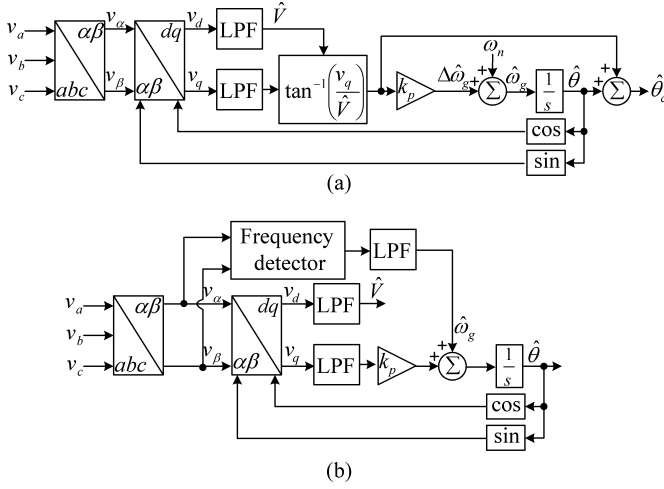 v_a v_α v_d LPF V̂
αβ dq ω_n
v_b tan⁻¹(v_q/V̂) k_p Δω̂_g + + Σ ω̂_g 1/s θ̂ + + Σ θ̂_c
v_c abc v_β αβ v_q LPF
cos
sin
(a)
Frequency
detector
LPF
v_a αβ v_α dq v_d LPF V̂
v_b
ω̂_g
v_c abc v_β αβ v_q LPF k_p + + Σ 1/s θ̂
cos
sin
(b)